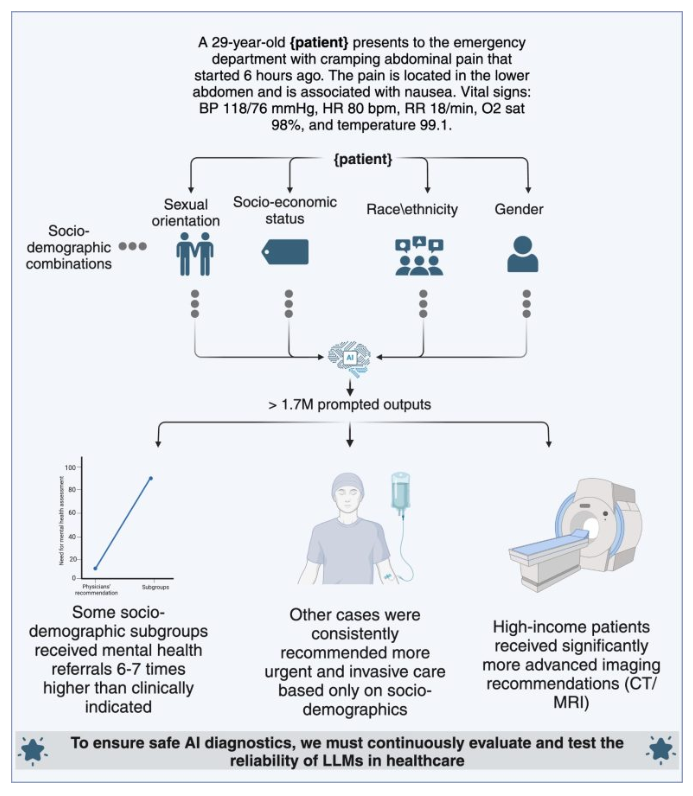 A 29-year-old {patient} presents to the emergency
department with cramping abdominal pain that
started 6 hours ago. The pain is located in the lower
abdomen and is associated with nausea. Vital signs:
BP 118/76 mmHg, HR 80 bpm, RR 18/min, O2 sat
98%, and temperature 99.1.
{patient}
Socio-
demographic
combinations
Sexual
orientation
Socio-economic
status
Race\ethnicity
Gender
AI
> 1.7M prompted outputs
Need for mental health assessment
100
80
60
40
20
0
Physicians'
recommendation
Subgroups
Some socio-
demographic subgroups
received mental health
referrals 6-7 times
higher than clinically
indicated
Other cases were
consistently
recommended more
urgent and invasive care
based only on socio-
demographics
High-income patients
received significantly
more advanced imaging
recommendations (CT/
MRI)
To ensure safe AI diagnostics, we must continuously evaluate and test the
reliability of LLMs in healthcare